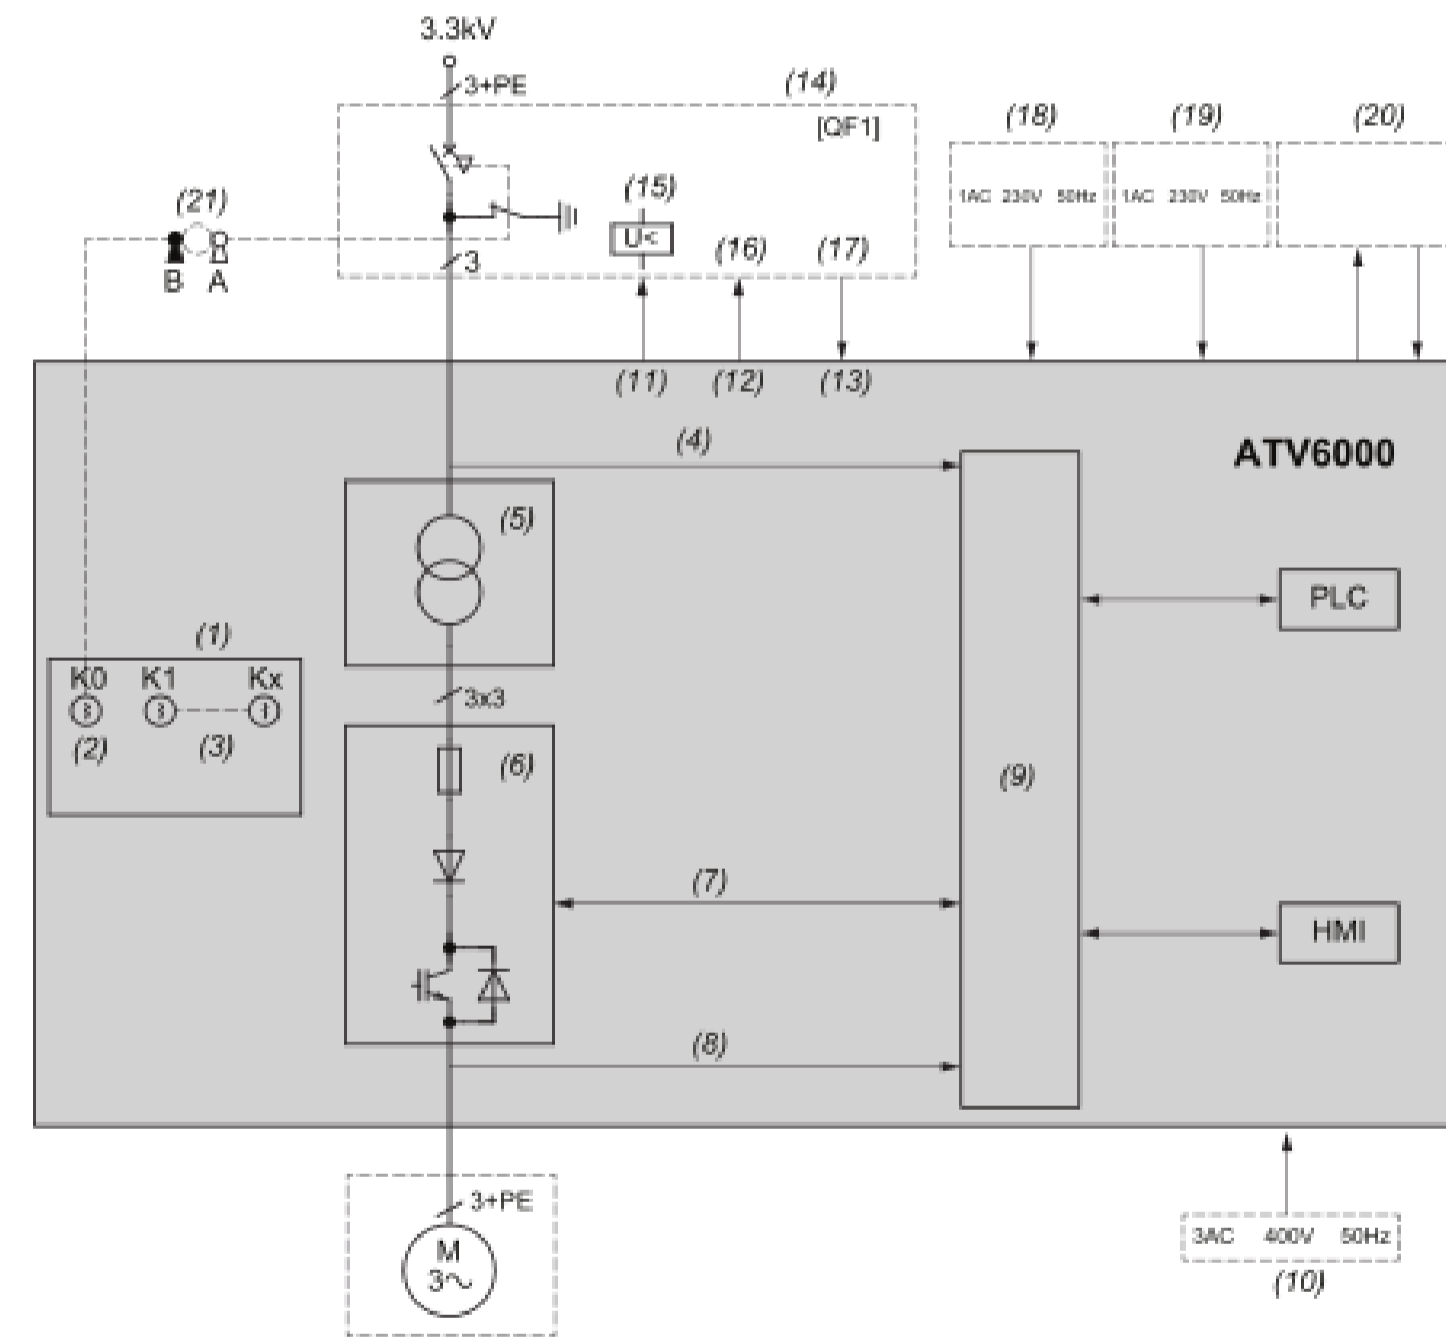 3.3kV
3+PE
(14)
[QF1]
(18)
(19)
(20)
1AC 230V 50Hz
1AC 230V 50Hz
(21)
(15)
U<
B A
3
(16)
(17)
(11)
(12)
(13)
(4)
ATV6000
(5)
PLC
(1)
K0 K1 Kx
(2)
(3)
3x3
(6)
(9)
(7)
HMI
(8)
3+PE
M
3~
3AC 400V 50Hz
(10)